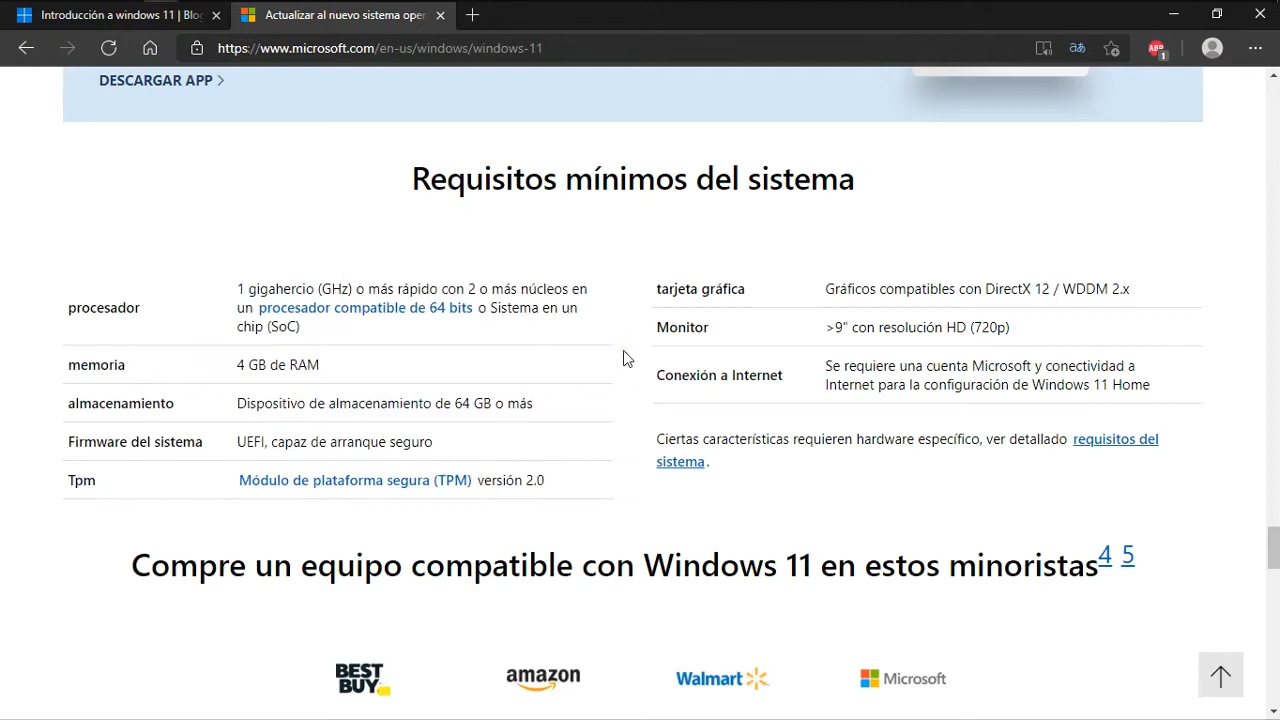 Introducción a windows 11 | Blog
Actualizar al nuevo sistema oper
https://www.microsoft.com/en-us/windows/windows-11
aあ
ABP
1
DESCARGAR APP
Requisitos mínimos del sistema
procesador
1 gigahercio (GHz) o más rápido con 2 o más núcleos en
un procesador compatible de 64 bits o Sistema en un
chip (SoC)
memoria
4 GB de RAM
almacenamiento
Dispositivo de almacenamiento de 64 GB o más
Firmware del sistema
UEFI, capaz de arranque seguro
Tpm
Módulo de plataforma segura (TPM) versión 2.0
tarjeta gráfica
Gráficos compatibles con DirectX 12 / WDDM 2.x
Monitor
>9" con resolución HD (720p)
Conexión a Internet
Se requiere una cuenta Microsoft y conectividad a
Internet para la configuración de Windows 11 Home
Ciertas características requieren hardware específico, ver detallado requisitos del
sistema.
Compre un equipo compatible con Windows 11 en estos minoristas 4 5
BEST
BUY
amazon
Walmart
Microsoft